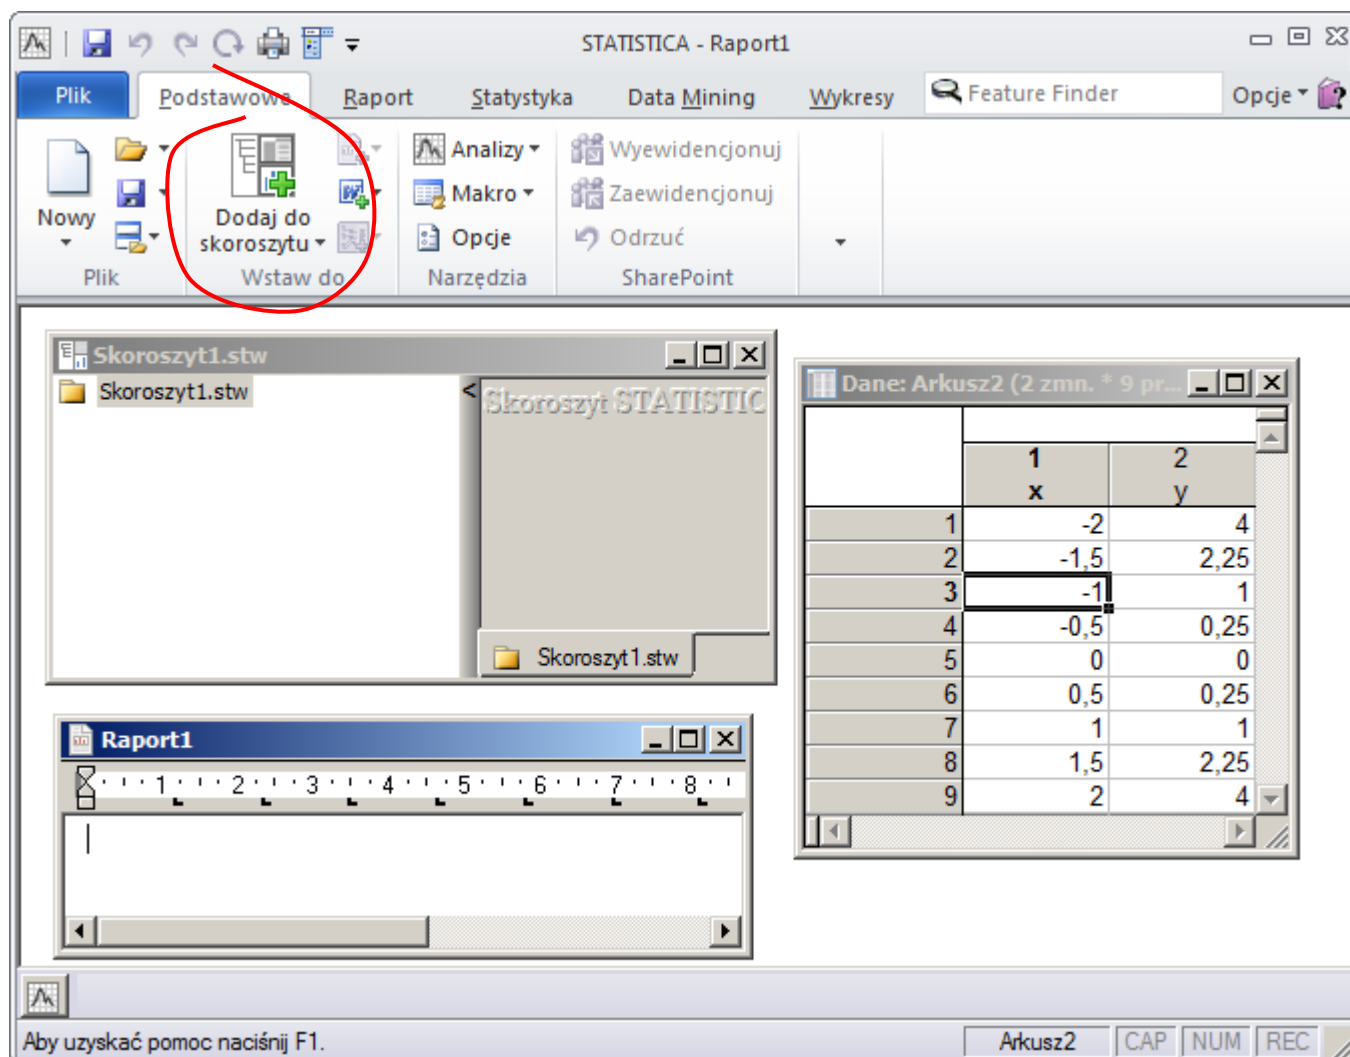 STATISTICA - Raport1
Plik Podstawowe Raport Statystyka Data Mining Wykresy Feature Finder Opcje
Nowy
Plik
Dodaj do
skoroszytu
Wstaw do
Analizy
Makro
Opcje
Narzędzia
Wyewidencjonuj
Zaewidencjonuj
Odrzuć
SharePoint
Skoroszyt1.stw
Skoroszyt1.stw
< Skoroszyt STATISTIC
Skoroszyt1.stw
Raport1
1 2 3 4 5 6 7 8
Dane: Arkusz2 (2 zmn. * 9 pr...
1 2
x y
1 -2 4
2 -1,5 2,25
3 -1 1
4 -0,5 0,25
5 0 0
6 0,5 0,25
7 1 1
8 1,5 2,25
9 2 4
Aby uzyskać pomoc naciśnij F1.
Arkusz2 CAP NUM REC